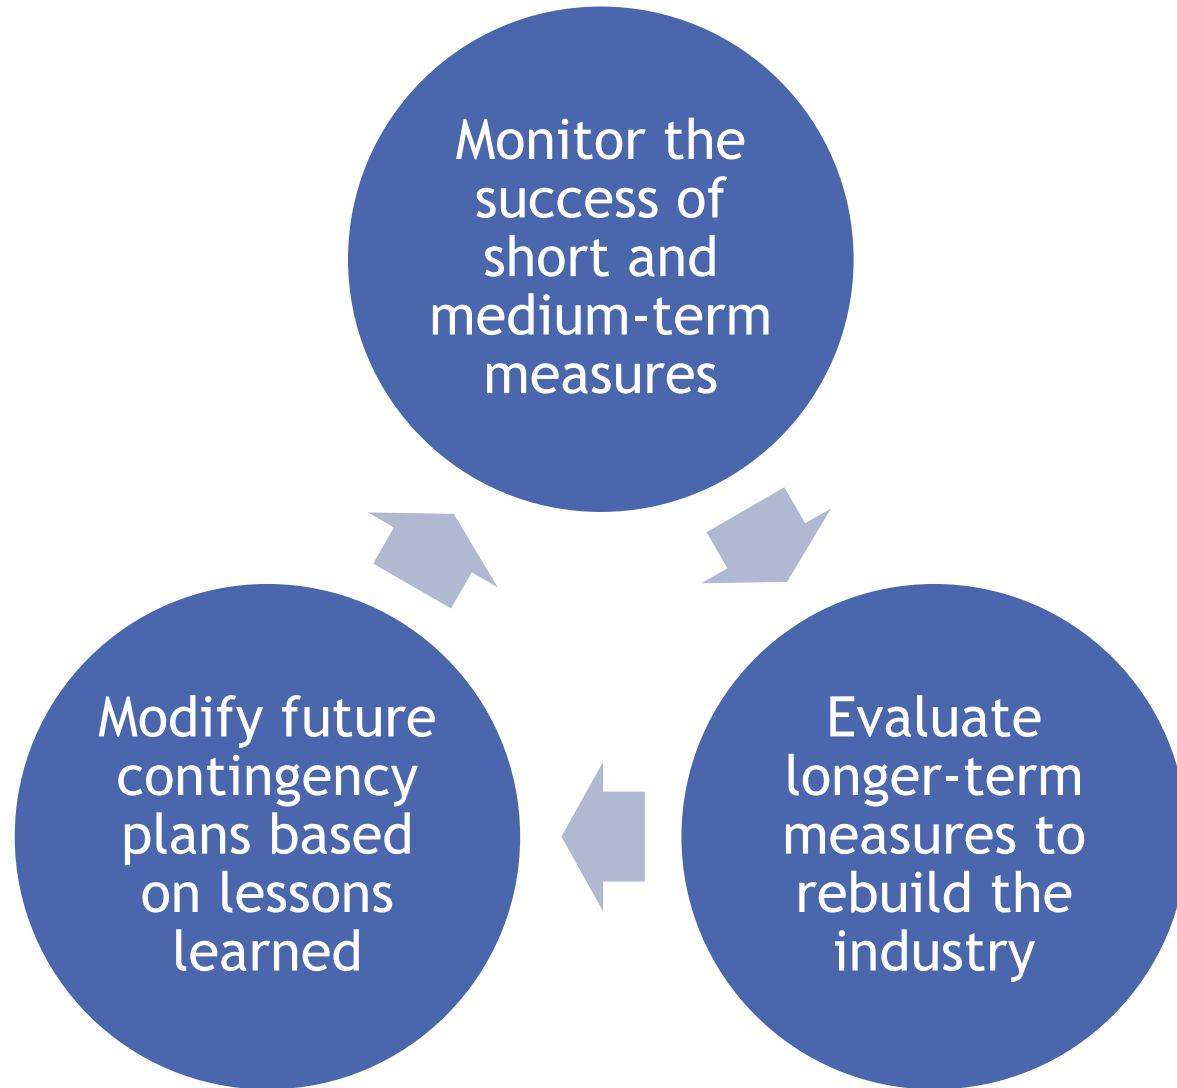 Monitor the
success of
short and
medium-term
measures
Evaluate
longer-term
measures to
rebuild the
industry
Modify future
contingency
plans based
on lessons
learned